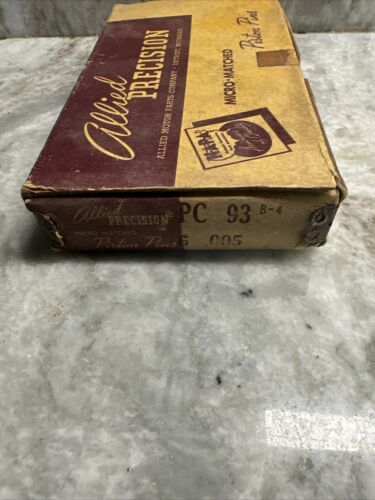 Allied
PRECISION
ALLIED MOTOR PARTS COMPANY · DETROIT, MICHIGAN
MICRO-MATCHED
Piston Pins
NAPA
Allied
PRECISION
MICRO-MATCHED
Piston Pins
PC 93 B-4
.005